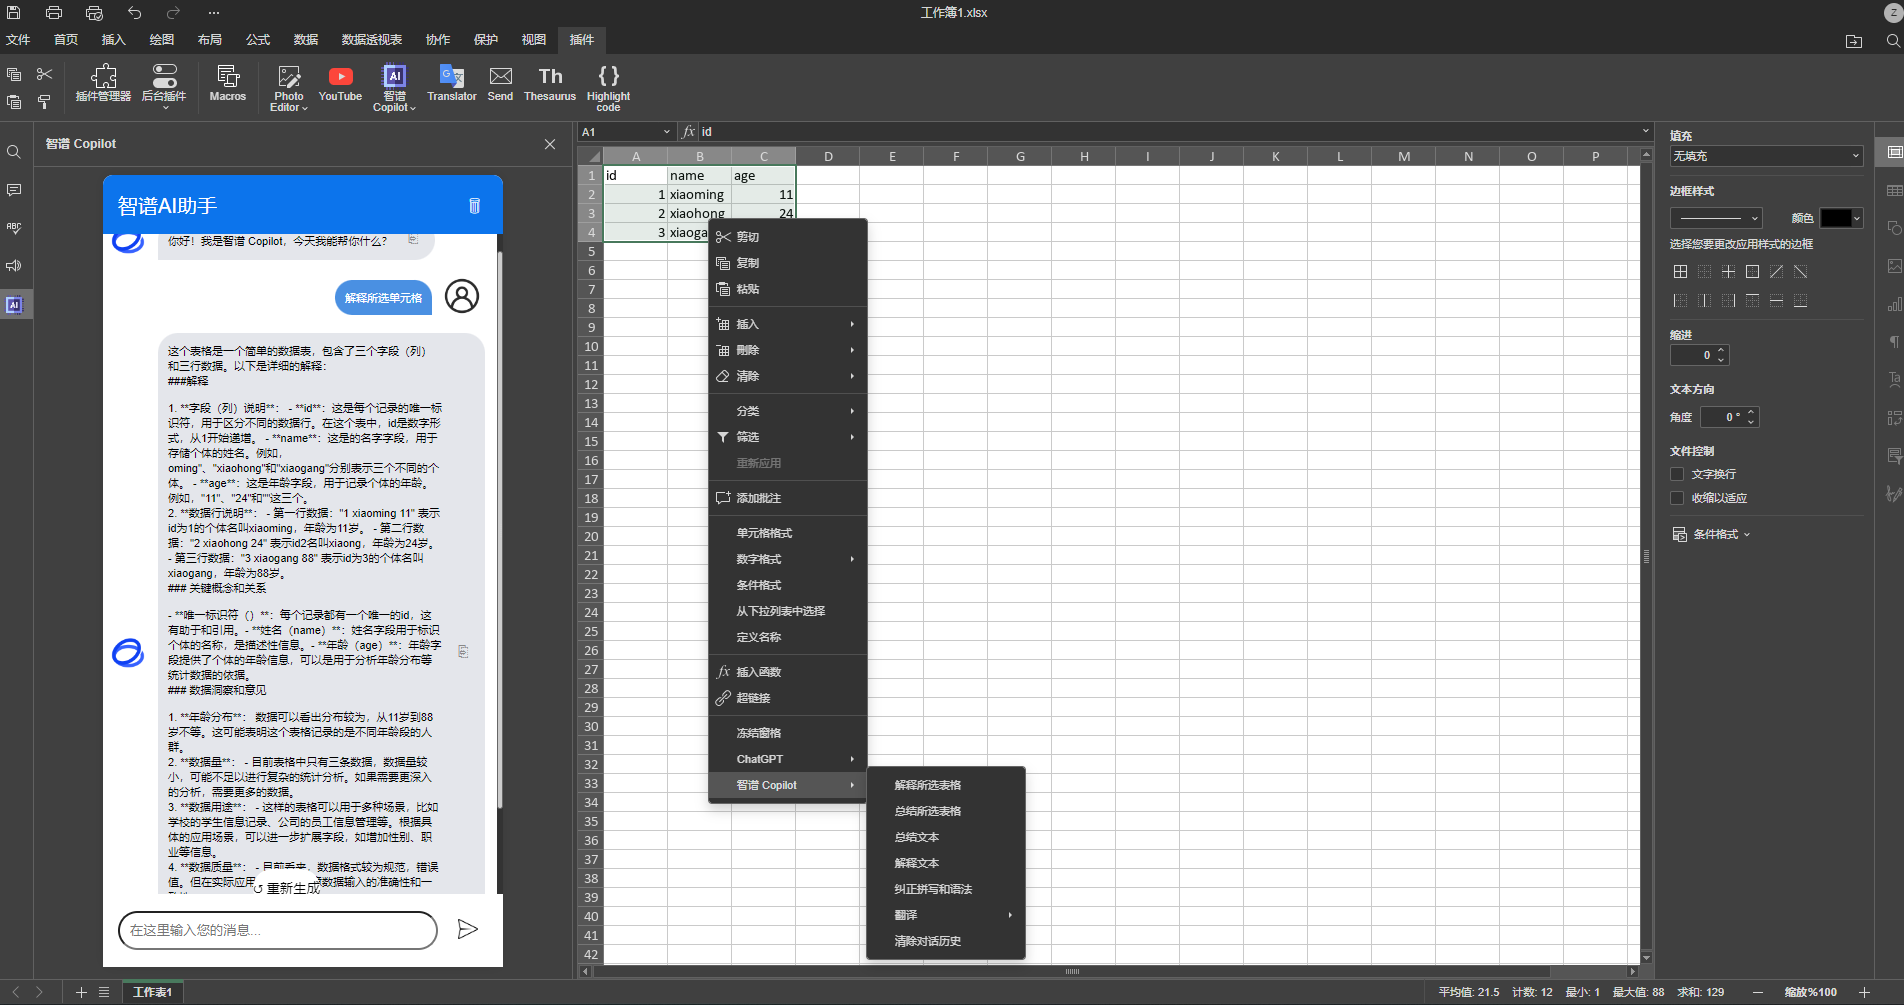 工作簿1.xlsx
Z
文件 首页 插入 绘图 布局 公式 数据 数据透视表 协作 保护 视图 插件
插件管理器
后台插件
Macros
Photo Editor
YouTube
智谱 Copilot
Translator
Send
Th
Thesaurus
Highlight code
智谱 Copilot
智谱AI助手
你好！我是智谱 Copilot，今天我能帮你什么？
解释所选单元格
这个表格是一个简单的数据表，包含了三个字段（列）
和三行数据。以下是详细的解释：
###解释
1. **字段（列）说明**： - **id**：这是每个记录的唯一标
识符，用于区分不同的数据行。在这个表中，id是数字形
式，从1开始递增。 - **name**：这是的名字字段，用于
存储个体的姓名。例如，
oming"、"xiaohong"和"xiaogang"分别表示三个不同的个
体。 - **age**：这是年龄字段，用于记录个体的年龄。
例如，"11"、"24"和""这三个。
2. **数据行说明**： - 第一行数据："1 xiaoming 11" 表示
id为1的个体名叫xiaoming，年龄为11岁。 - 第二行数
据："2 xiaohong 24" 表示id2名叫xiaong，年龄为24岁。
- 第三行数据："3 xiaogang 88" 表示id为3的个体名叫
xiaogang，年龄为88岁。
### 关键概念和关系
- **唯一标识符（）**：每个记录都有一个唯一的id，这
有助于和引用。- **姓名（name）**：姓名字段用于标识
个体的名称，是描述性信息。- **年龄（age）**：年龄字
段提供了个体的年龄信息，可以是用于分析年龄分布等
统计数据的依据。
### 数据洞察和意见
1. **年龄分布**： 数据可以看出分布较为，从11岁到88
岁不等。这可能表明这个表格记录的是不同年龄段的人
群。
2. **数据量**： - 目前表格中只有三条数据，数据量较
小，可能不足以进行复杂的统计分析。如果需要更深入
的分析，需要更多的数据。
3. **数据用途**： - 这样的表格可以用于多种场景，比如
学校的学生信息记录、公司的员工信息管理等。根据具
体的应用场景，可以进一步扩展字段，如增加性别、职
业等信息。
4. **数据质量**： - 目前看来，数据格式较为规范，错误
值。但在实际应用 数据输入的准确性和一
重新生成
在这里输入您的消息...
A1 fx id
A B C D E F G H I J K L M N O P
1 id name age
2 1 xiaoming 11
3 2 xiaohong 24
4 3 xiaoga
5
6
7
8
9
10
11
12
13
14
15
16
17
18
19
20
21
22
23
24
25
26
27
28
29
30
31
32
33
34
35
36
37
38
39
40
41
42
剪切
复制
粘贴
插入
删除
清除
分类
筛选
重新应用
添加批注
单元格格式
数字格式
条件格式
从下拉列表中选择
定义名称
fx 插入函数
超链接
冻结窗格
ChatGPT
智谱 Copilot
解释所选表格
总结所选表格
总结文本
解释文本
纠正拼写和语法
翻译
清除对话历史
填充
无填充
边框样式
颜色
选择您要更改应用样式的边框
缩进
0
文本方向
角度 0 °
文件控制
文字换行
收缩以适应
条件格式
工作表1
平均值: 21.5 计数: 12 最小: 1 最大值: 88 求和: 129 缩放%100